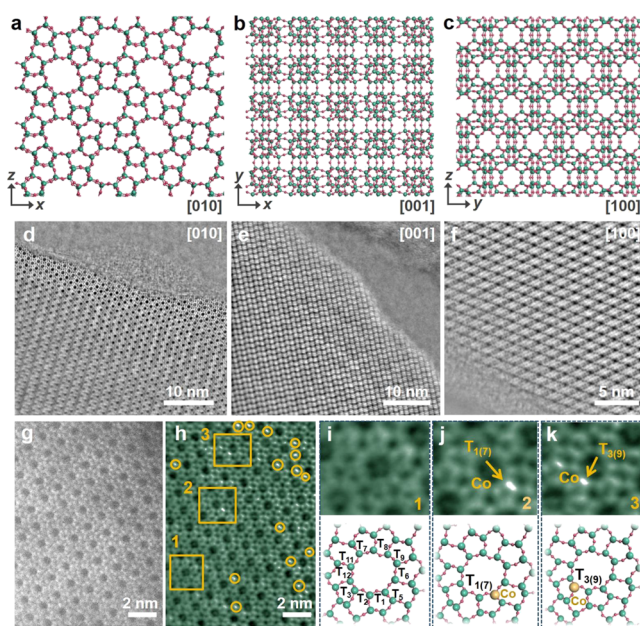 a
b
c
z
x
[010]
y
x
[001]
z
y
[100]
d
[010]
e
[001]
f
[100]
10 nm
10 nm
5 nm
g
h
3
2
1
2 nm
2 nm
i
1
j
T1(7)
Co
2
k
T3(9)
Co
3
T7
T8
T11
T9
T12
T6
T3
T2
T1
T5
T1(7)
Co
T3(9)
Co